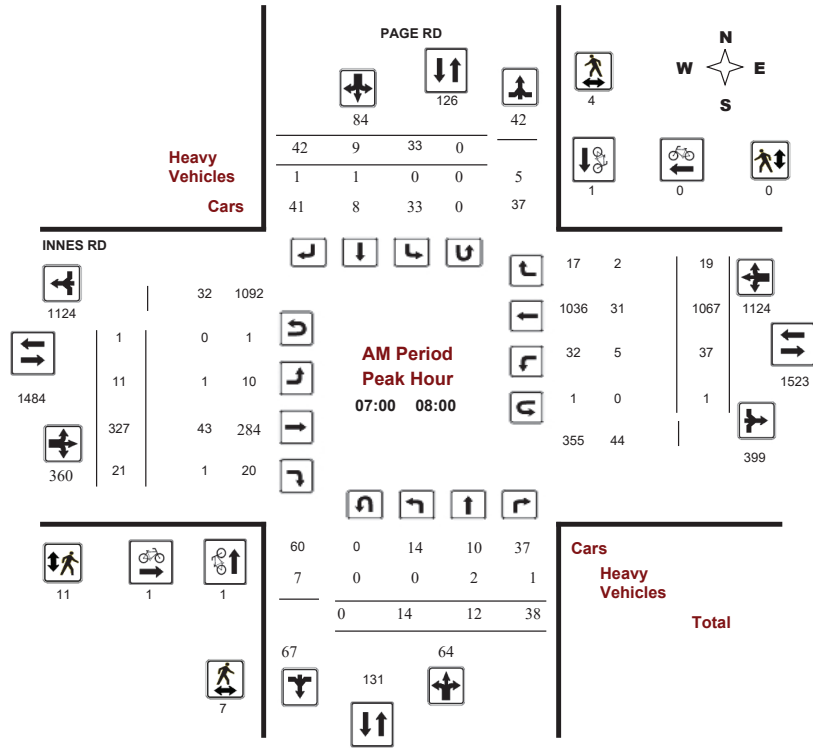 PAGE RD
N
W E
S
126
84 42
4
42 9 33 0
Heavy
Vehicles
1 1 0 0 5
Cars
41 8 33 0 37
1 0 0
INNES RD
1124
32 1092
17 2 19
1036 31 1067 1124
1 0 1
1484
AM Period
Peak Hour
07:00 08:00
32 5 37
1523
11 1 10
1 0 1
327 43 284
355 44
399
360
21 1 20
60 0 14 10 37
Cars
7 0 0 2 1
Heavy
Vehicles
11 1 1
0 14 12 38
Total
67 64
131
7